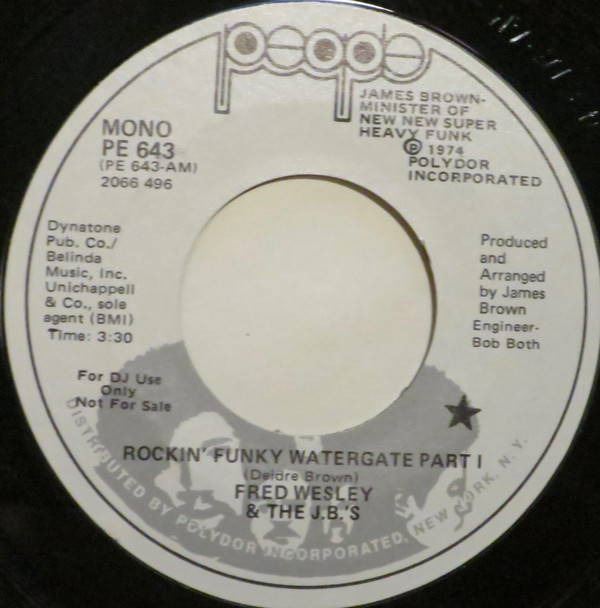 people
JAMES BROWN-
MINISTER OF
NEW NEW SUPER
HEAVY FUNK
Ⓟ 1974
POLYDOR
INCORPORATED
MONO
PE 643
(PE 643-AM)
2066 496
Dynatone
Pub. Co./
Belinda
Music, Inc.
Unichappell
& Co., sole
agent (BMI)
Time: 3:30
Produced
and
Arranged
by James
Brown
Engineer-
Bob Both
For DJ Use
Only
Not For Sale
ROCKIN' FUNKY WATERGATE PART I
(Deidre Brown)
FRED WESLEY
& THE J.B.'S
DISTRIBUTED BY POLYDOR INCORPORATED, NEW YORK, N.Y.